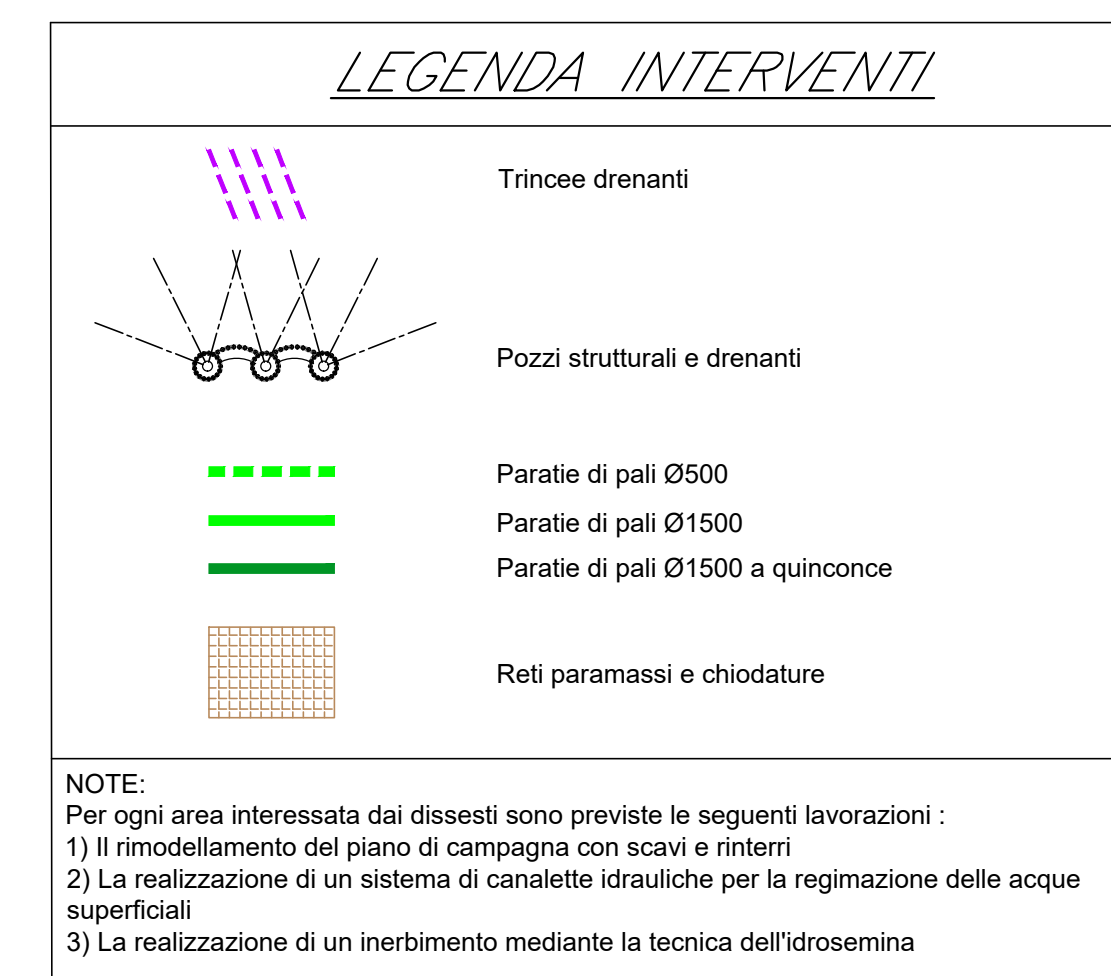 LEGENDA INTERVENTI
Trincee drenanti
Pozzi strutturali e drenanti
Paratie di pali Ø500
Paratie di pali Ø1500
Paratie di pali Ø1500 a quinconce
Reti paramassi e chiodature
NOTE:
Per ogni area interessata dai dissesti sono previste le seguenti lavorazioni :
1) Il rimodellamento del piano di campagna con scavi e rinterri
2) La realizzazione di un sistema di canalette idrauliche per la regimazione delle acque
superficiali
3) La realizzazione di un inerbimento mediante la tecnica dell'idrosemina